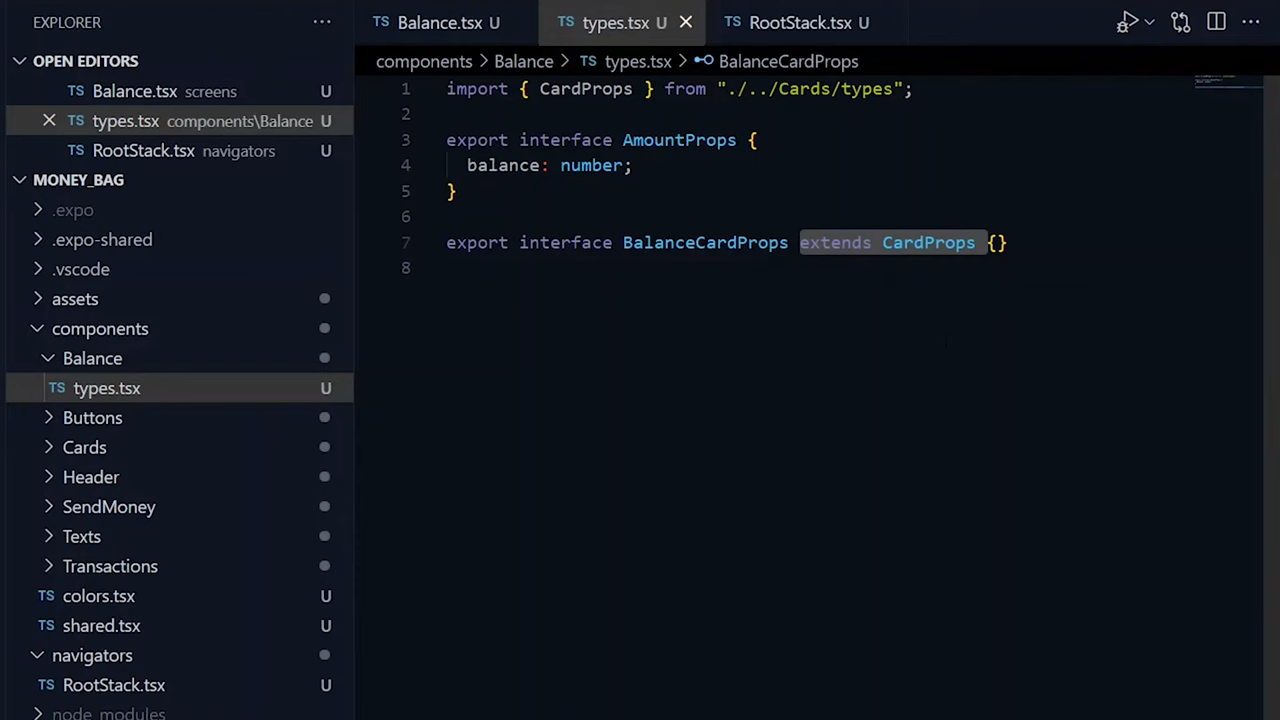 EXPLORER ...
OPEN EDITORS
TS Balance.tsx screens U
TS types.tsx components\Balance U
TS RootStack.tsx navigators U
MONEY_BAG
.expo
.expo-shared
.vscode
assets
components
Balance
TS types.tsx U
Buttons
Cards
Header
SendMoney
Texts
Transactions
TS colors.tsx U
TS shared.tsx U
navigators
TS RootStack.tsx U
node_modules
TS Balance.tsx U TS types.tsx U TS RootStack.tsx U
components > Balance > TS types.tsx > BalanceCardProps
1 import { CardProps } from "./../Cards/types";
2
3 export interface AmountProps {
4 balance: number;
5 }
6
7 export interface BalanceCardProps extends CardProps {}
8